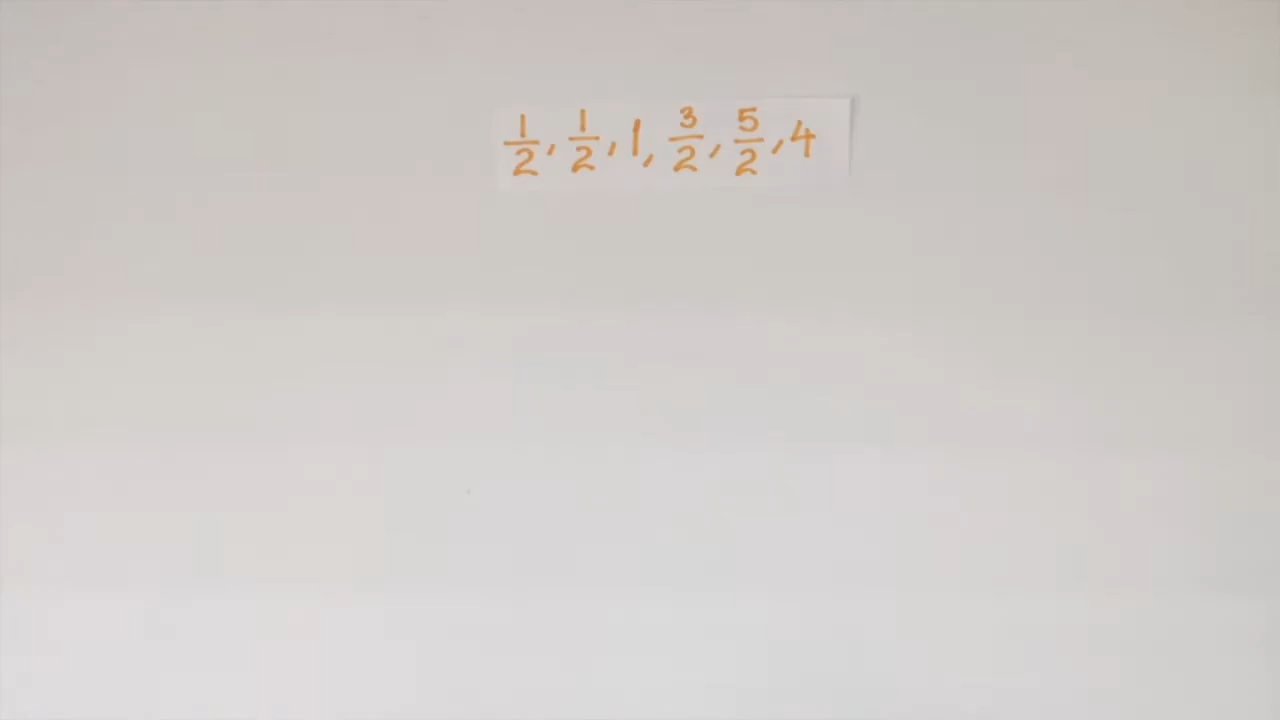 1/2, 1/2, 1, 3/2, 5/2, 4